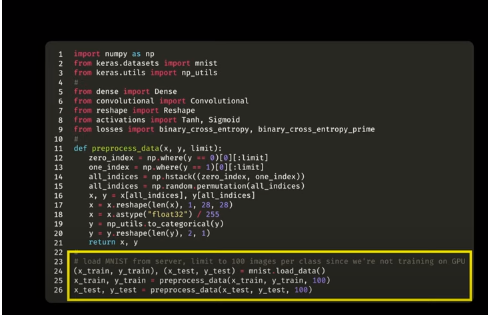 1 import numpy as np
2 from keras.datasets import mnist
3 from keras.utils import np_utils
4 #
5 from dense import Dense
6 from convolutional import Convolutional
7 from reshape import Reshape
8 from activations import Tanh, Sigmoid
9 from losses import binary_cross_entropy, binary_cross_entropy_prime
10 #
11 def preprocess_data(x, y, limit):
12     zero_index = np.where(y == 0)[0][:limit]
13     one_index = np.where(y == 1)[0][:limit]
14     all_indices = np.hstack((zero_index, one_index))
15     all_indices = np.random.permutation(all_indices)
16     x, y = x[all_indices], y[all_indices]
17     x = x.reshape(len(x), 1, 28, 28)
18     x = x.astype("float32") / 255
19     y = np_utils.to_categorical(y)
20     y = y.reshape(len(y), 2, 1)
21     return x, y
22 #
23 # load MNIST from server, limit to 100 images per class since we're not training on GPU
24 (x_train, y_train), (x_test, y_test) = mnist.load_data()
25 x_train, y_train = preprocess_data(x_train, y_train, 100)
26 x_test, y_test = preprocess_data(x_test, y_test, 100)